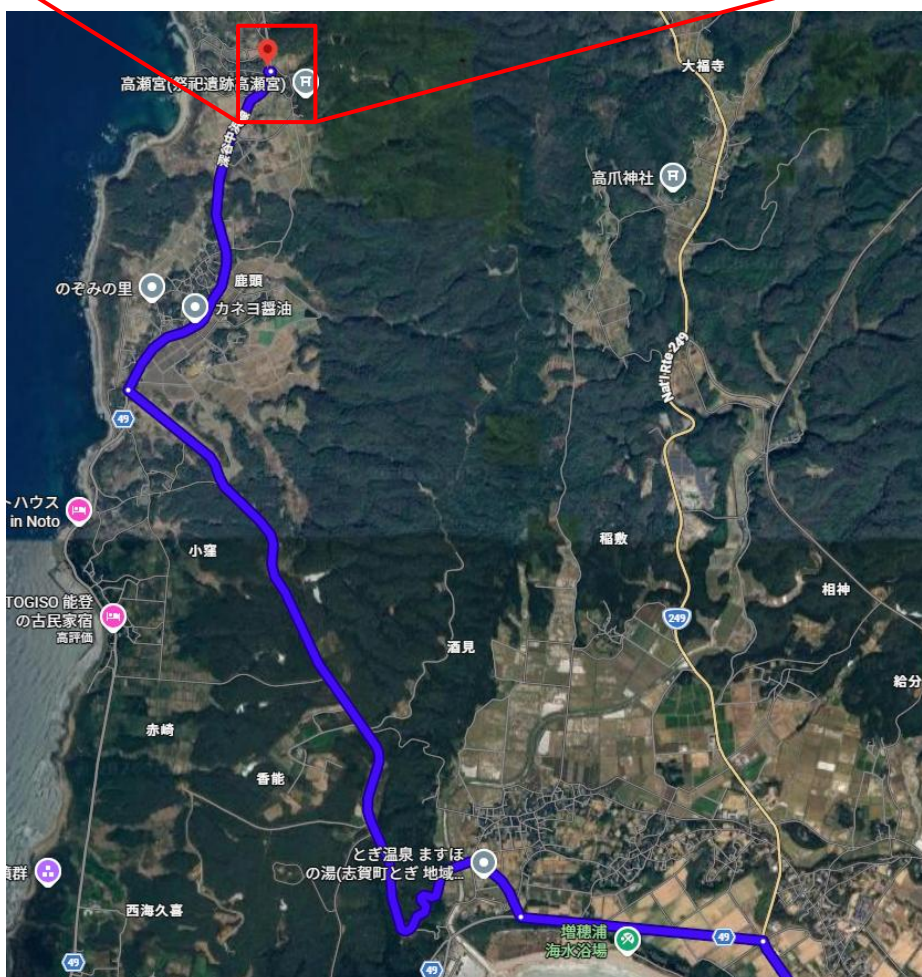 高瀬宮(祭祀遺跡高瀬宮)
大福寺
高爪神社
鹿頭
のぞみの里
カネヨ醤油
Nat'l Rte 249
49
トハウス
in Noto
小窪
稲敷
相神
TOGISO 能登
の古民家宿
高評価
249
酒見
給分
赤崎
香能
とぎ温泉 ますほ
の湯(志賀町とぎ 地域...
墳群
西海久喜
増穂浦
海水浴場
49
49
49